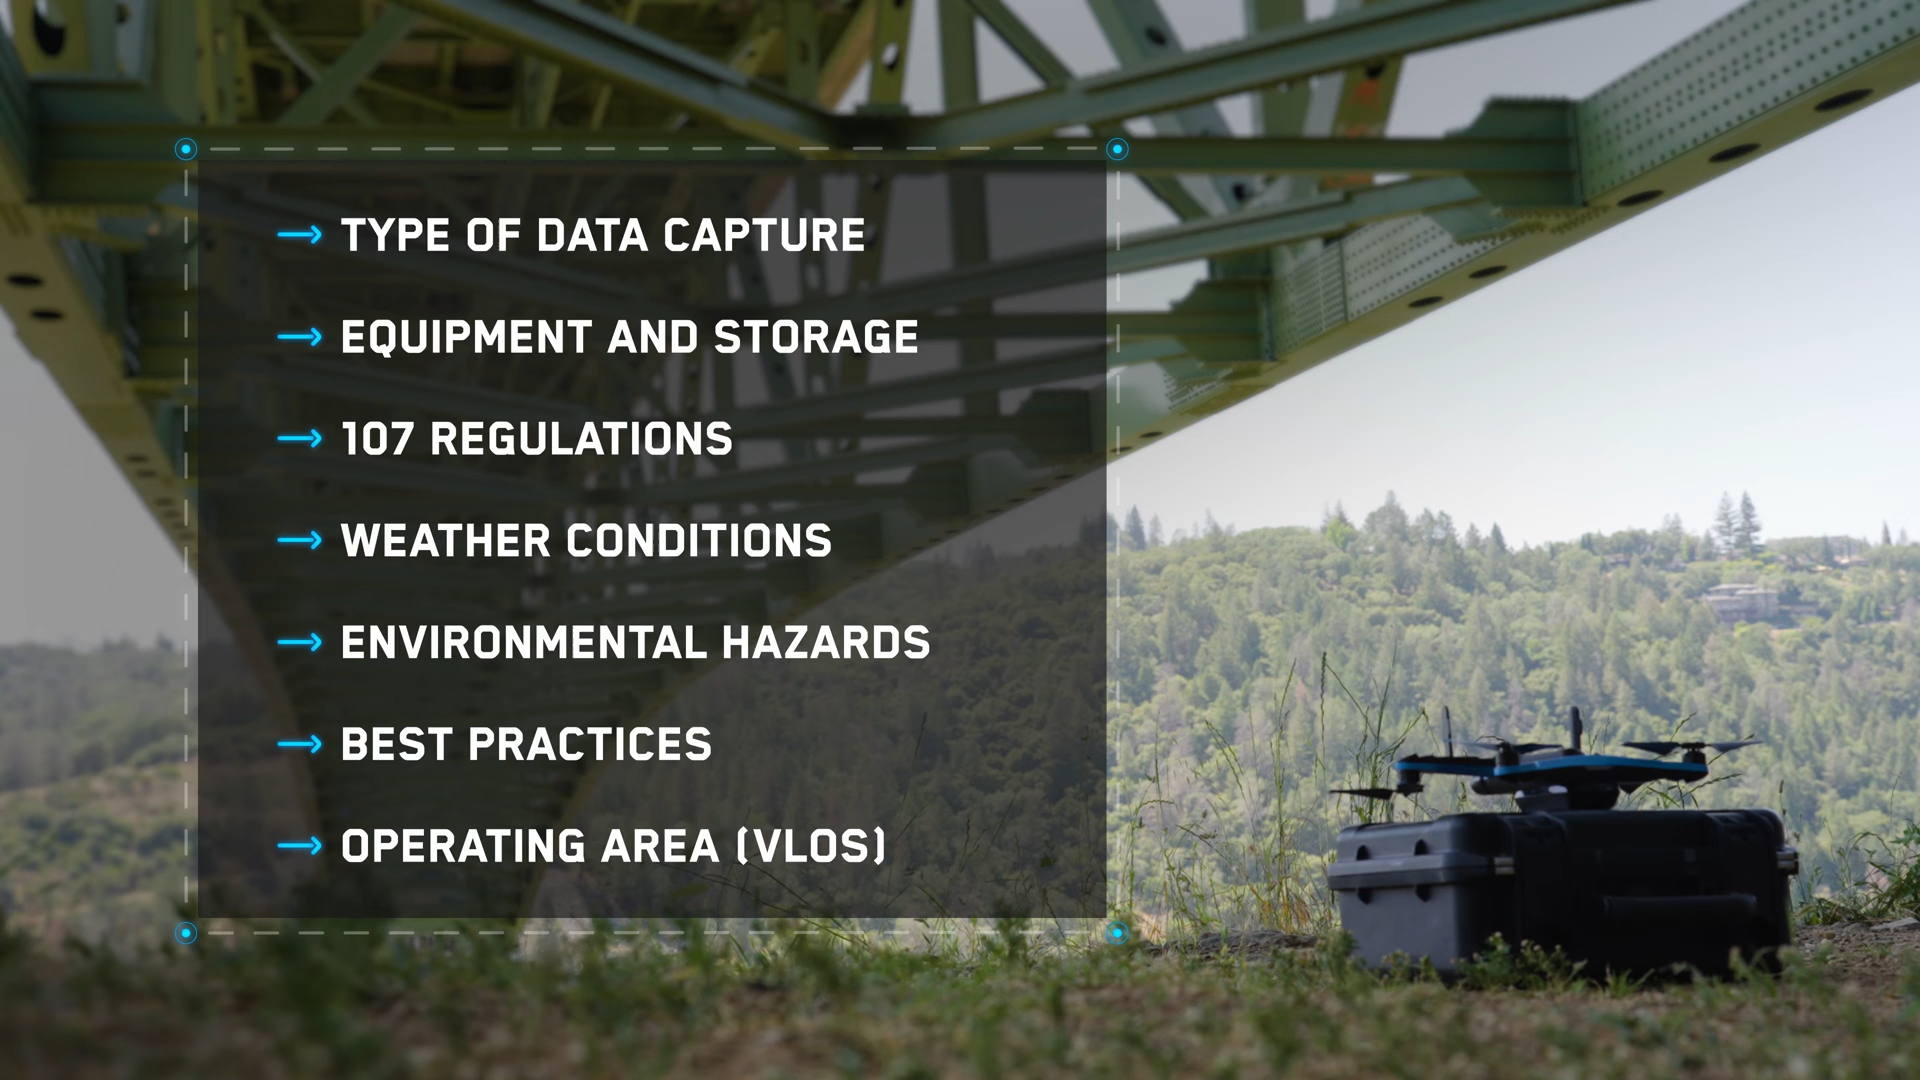 TYPE OF DATA CAPTURE
EQUIPMENT AND STORAGE
107 REGULATIONS
WEATHER CONDITIONS
ENVIRONMENTAL HAZARDS
BEST PRACTICES
OPERATING AREA (VLOS)